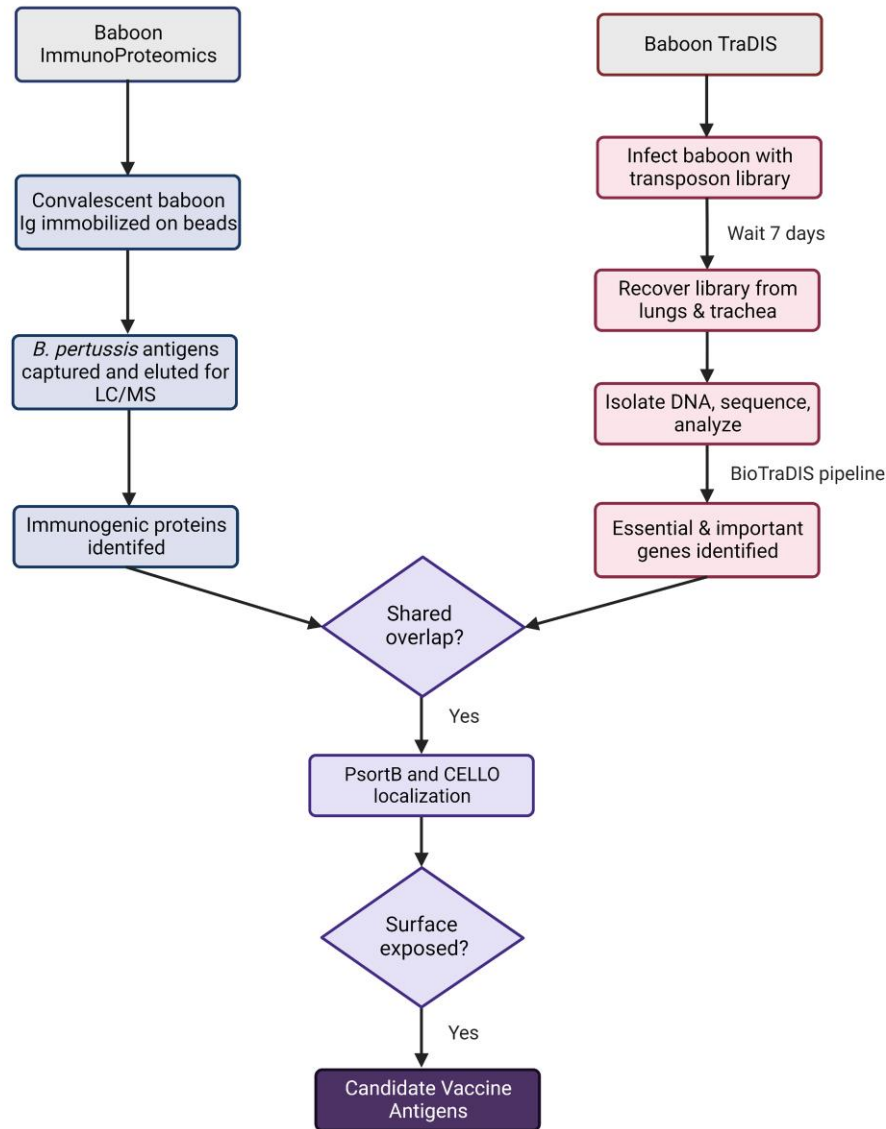 Baboon
ImmunoProteomics
Convalescent baboon
Ig immobilized on beads
B. pertussis antigens
captured and eluted for
LC/MS
Immunogenic proteins
identifed
Baboon TraDIS
Infect baboon with
transposon library
Wait 7 days
Recover library from
lungs & trachea
Isolate DNA, sequence,
analyze
BioTraDIS pipeline
Essential & important
genes identified
Shared
overlap?
Yes
PsortB and CELLO
localization
Surface
exposed?
Yes
Candidate Vaccine
Antigens